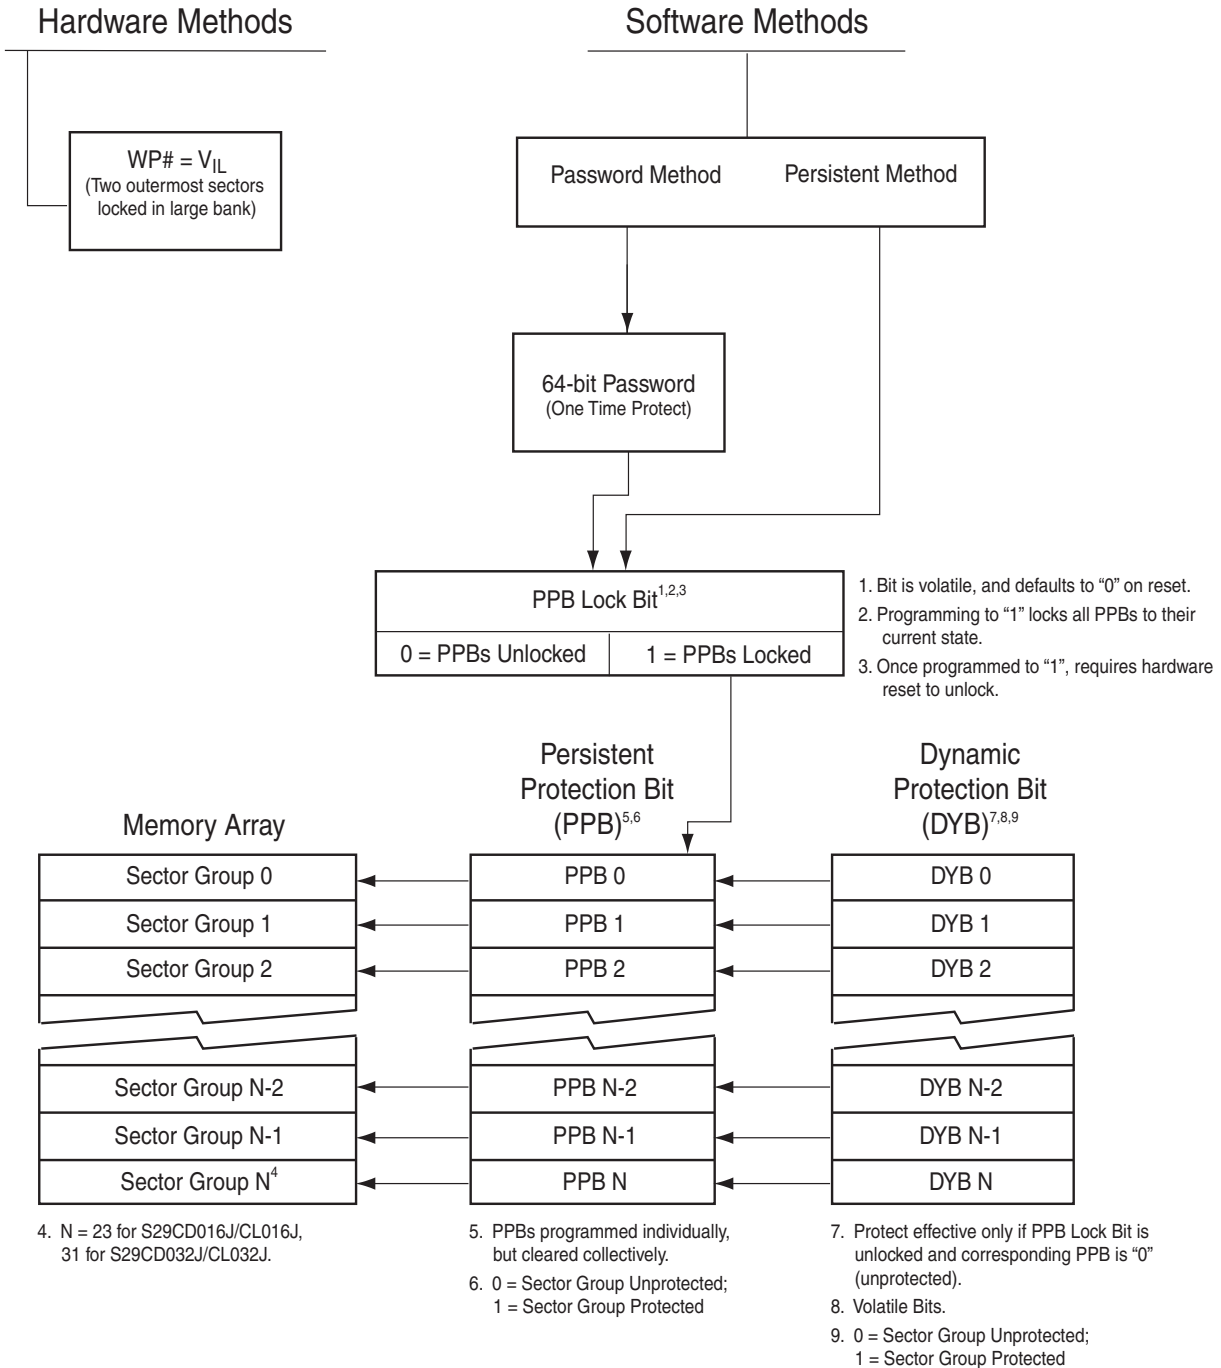 Hardware Methods
Software Methods
WP# = VIL
(Two outermost sectors
locked in large bank)
Password Method
Persistent Method
64-bit Password
(One Time Protect)
PPB Lock Bit1,2,3
0 = PPBs Unlocked
1 = PPBs Locked
1. Bit is volatile, and defaults to “0” on reset.
2. Programming to “1” locks all PPBs to their
current state.
3. Once programmed to “1”, requires hardware
reset to unlock.
Memory Array
Persistent
Protection Bit
(PPB)5,6
Dynamic
Protection Bit
(DYB)7,8,9
Sector Group 0
PPB 0
DYB 0
Sector Group 1
PPB 1
DYB 1
Sector Group 2
PPB 2
DYB 2
Sector Group N-2
PPB N-2
DYB N-2
Sector Group N-1
PPB N-1
DYB N-1
Sector Group N4
PPB N
DYB N
4. N = 23 for S29CD016J/CL016J,
31 for S29CD032J/CL032J.
5. PPBs programmed individually,
but cleared collectively.
6. 0 = Sector Group Unprotected;
1 = Sector Group Protected
7. Protect effective only if PPB Lock Bit is
unlocked and corresponding PPB is “0”
(unprotected).
8. Volatile Bits.
9. 0 = Sector Group Unprotected;
1 = Sector Group Protected